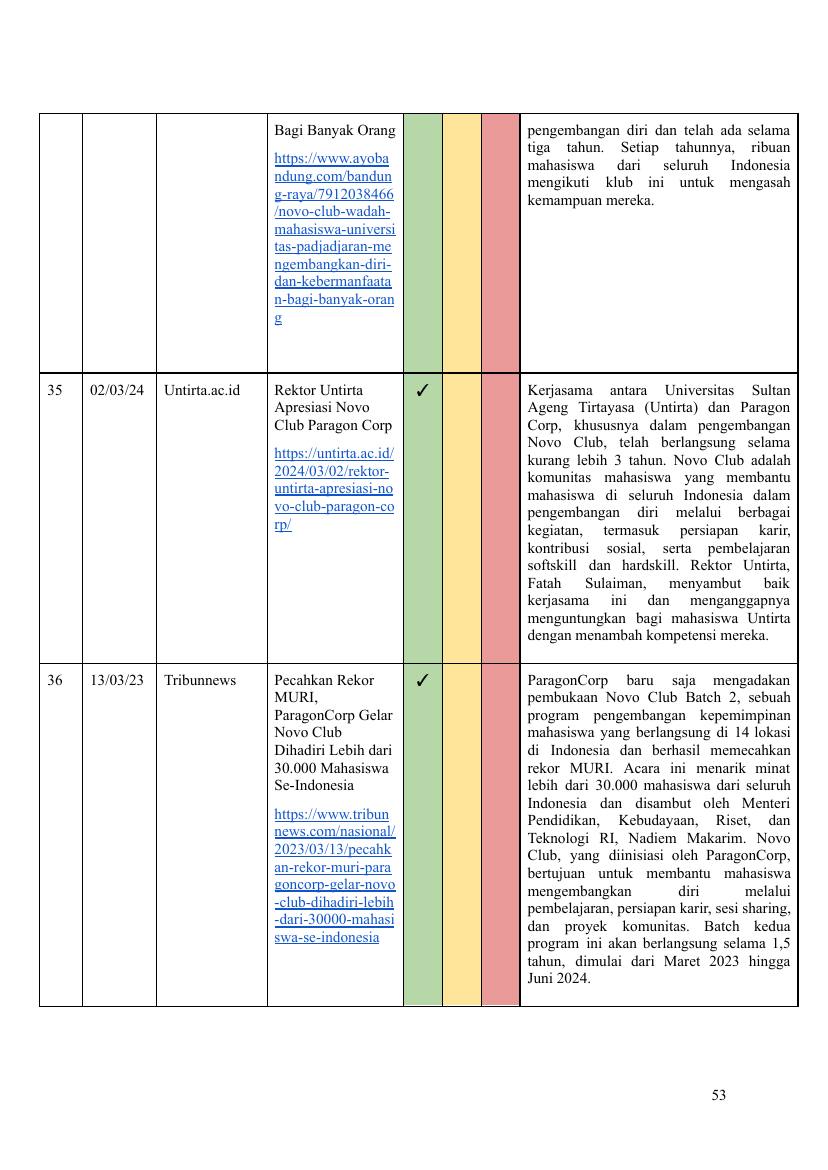 Bagi Banyak Orang
https://www.ayoba
ndung.com/bandun
g-raya/7912038466
/novo-club-wadah-
mahasiswa-universi
tas-padjadjaran-me
ngembangkan-diri-
dan-kebermanfaata
n-bagi-banyak-oran
g
pengembangan diri dan telah ada selama
tiga tahun. Setiap tahunnya, ribuan
mahasiswa dari seluruh Indonesia
mengikuti klub ini untuk mengasah
kemampuan mereka.
35
02/03/24
Untirta.ac.id
Rektor Untirta
Apresiasi Novo
Club Paragon Corp
https://untirta.ac.id/
2024/03/02/rektor-
untirta-apresiasi-no
vo-club-paragon-co
rp/
✓
Kerjasama antara Universitas Sultan
Ageng Tirtayasa (Untirta) dan Paragon
Corp, khususnya dalam pengembangan
Novo Club, telah berlangsung selama
kurang lebih 3 tahun. Novo Club adalah
komunitas mahasiswa yang membantu
mahasiswa di seluruh Indonesia dalam
pengembangan diri melalui berbagai
kegiatan, termasuk persiapan karir,
kontribusi sosial, serta pembelajaran
softskill dan hardskill. Rektor Untirta,
Fatah Sulaiman, menyambut baik
kerjasama ini dan menganggapnya
menguntungkan bagi mahasiswa Untirta
dengan menambah kompetensi mereka.
36
13/03/23
Tribunnews
Pecahkan Rekor
MURI,
ParagonCorp Gelar
Novo Club
Dihadiri Lebih dari
30.000 Mahasiswa
Se-Indonesia
https://www.tribun
news.com/nasional/
2023/03/13/pecahk
an-rekor-muri-para
goncorp-gelar-novo
-club-dihadiri-lebih
-dari-30000-mahasi
swa-se-indonesia
✓
ParagonCorp baru saja mengadakan
pembukaan Novo Club Batch 2, sebuah
program pengembangan kepemimpinan
mahasiswa yang berlangsung di 14 lokasi
di Indonesia dan berhasil memecahkan
rekor MURI. Acara ini menarik minat
lebih dari 30.000 mahasiswa dari seluruh
Indonesia dan disambut oleh Menteri
Pendidikan, Kebudayaan, Riset, dan
Teknologi RI, Nadiem Makarim. Novo
Club, yang diinisiasi oleh ParagonCorp,
bertujuan untuk membantu mahasiswa
mengembangkan diri melalui
pembelajaran, persiapan karir, sesi sharing,
dan proyek komunitas. Batch kedua
program ini akan berlangsung selama 1,5
tahun, dimulai dari Maret 2023 hingga
Juni 2024.
53